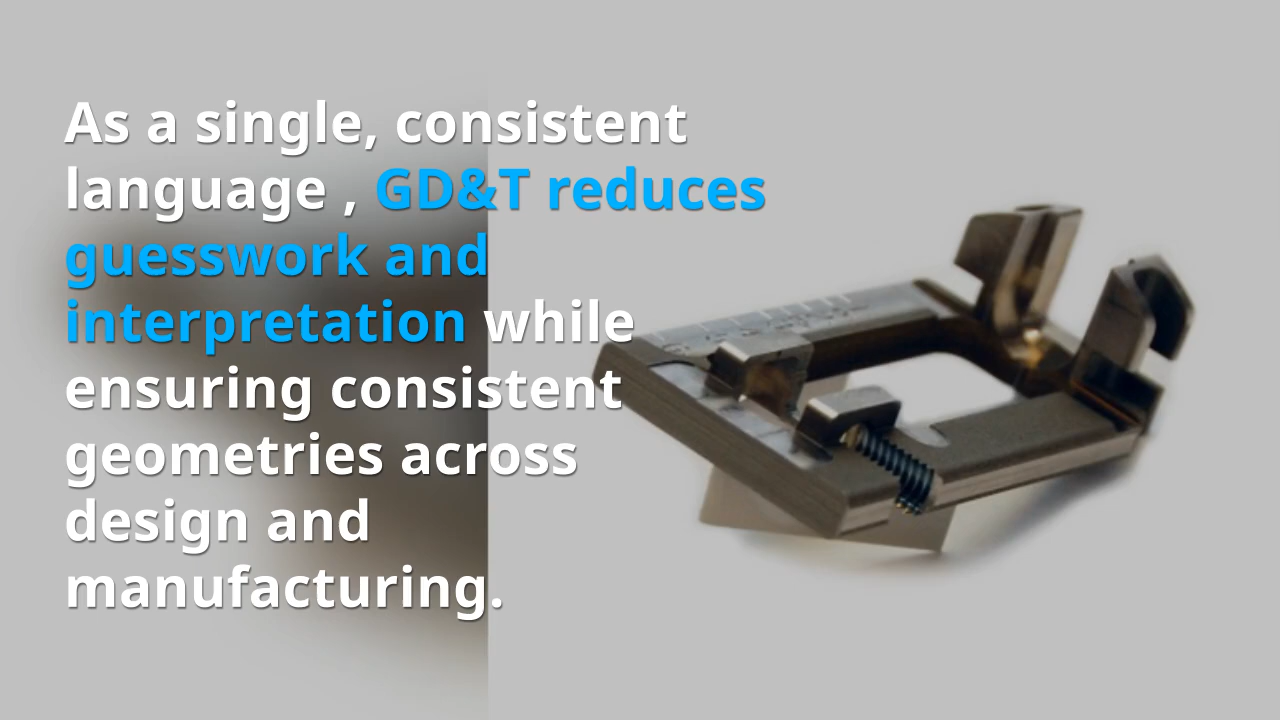 As a single, consistent
language , GD&T reduces
guesswork and
interpretation while
ensuring consistent
geometries across
design and
manufacturing.